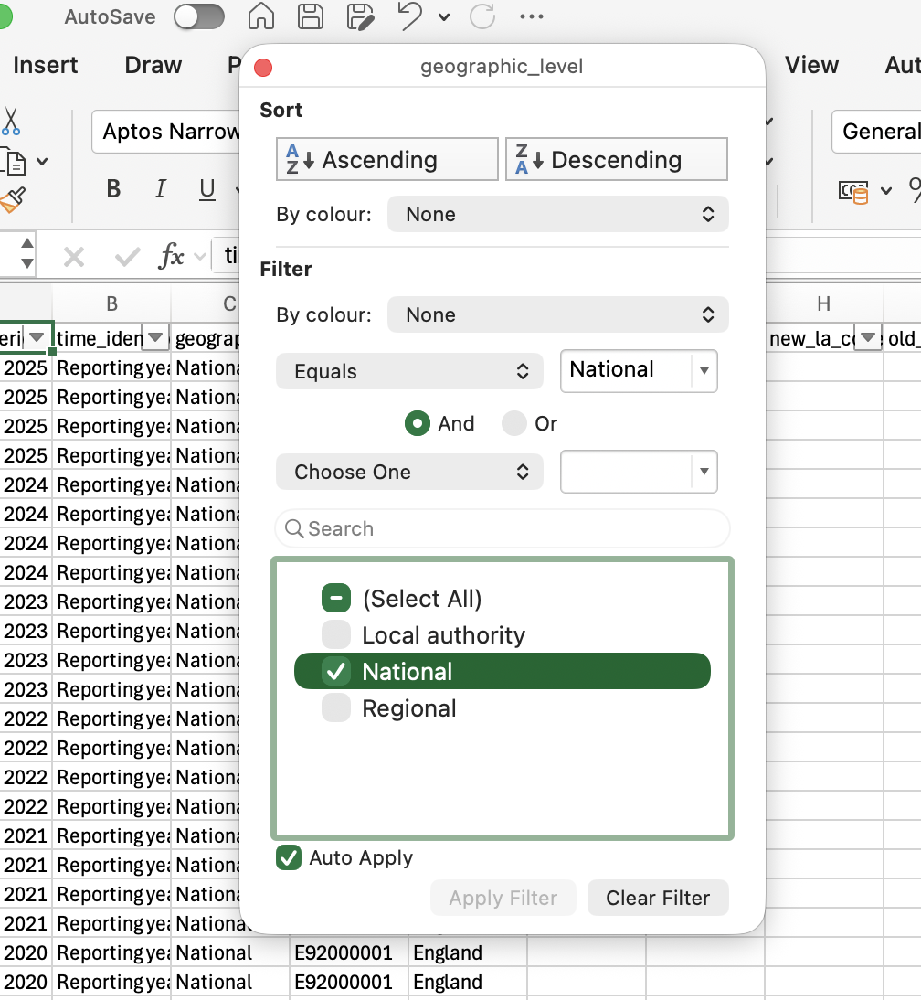 AutoSave
Insert Draw P View Aut
geographic_level
Sort
Aptos Narrow General
A Z Ascending Z A Descending
B I U
By colour: None
fx ti
Filter
B C H
By colour: None
eri time_iden geograp new_la_c old_
Equals National
2025 Reporting yea Nationa
2025 Reporting yea Nationa
And Or
2025 Reporting yea Nationa
2025 Reporting yea Nationa
Choose One
2024 Reporting yea Nationa
2024 Reporting yea Nationa
Search
2024 Reporting yea Nationa
2024 Reporting yea Nationa
(Select All)
2023 Reporting yea Nationa
Local authority
2023 Reporting yea Nationa
2023 Reporting yea Nationa
National
2023 Reporting yea Nationa
Regional
2022 Reporting yea Nationa
2022 Reporting yea Nationa
2022 Reporting yea Nationa
2022 Reporting yea Nationa
2021 Reporting yea Nationa
2021 Reporting yea Nationa
Auto Apply
2021 Reporting yea Nationa
Apply Filter Clear Filter
2021 Reporting yea National
2020 Reporting yea National E92000001 England
2020 Reporting yea National E92000001 England